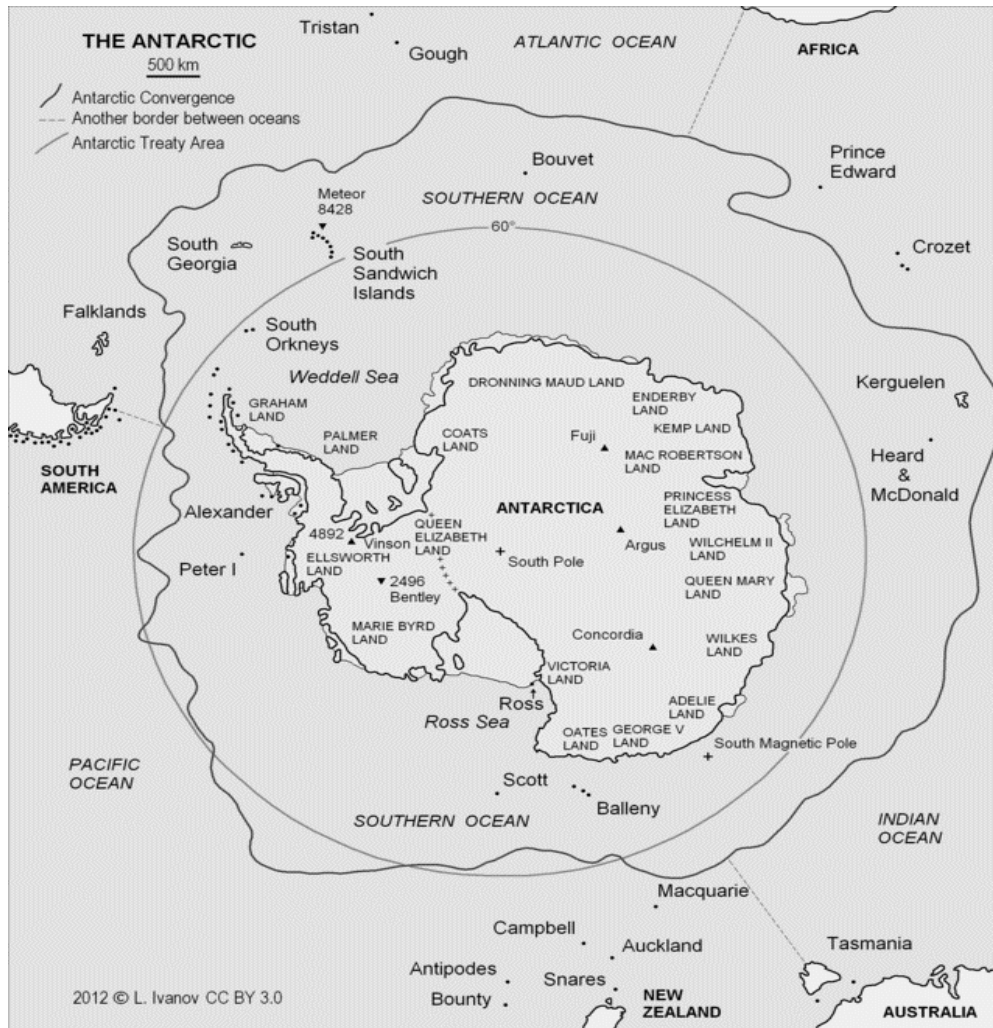 THE ANTARCTIC
500 km
Antarctic Convergence
Another border between oceans
Antarctic Treaty Area
Tristan
Gough
ATLANTIC OCEAN
AFRICA
Bouvet
Prince
Edward
Meteor
8428
SOUTHERN OCEAN
60°
South
Georgia
South
Sandwich
Islands
Crozet
Falklands
South
Orkneys
Weddell Sea
Kerguelen
DRONNING MAUD LAND
ENDERBY
LAND
GRAHAM
LAND
PALMER
LAND
COATS
LAND
KEMP LAND
Fuji
MAC ROBERTSON
LAND
SOUTH
AMERICA
Heard
&
McDonald
Alexander
ANTARCTICA
PRINCESS
ELIZABETH
LAND
4892
Vinson
QUEEN
ELIZABETH
LAND
Argus
WILCHELM II
LAND
ELLSWORTH
LAND
South Pole
Peter I
2496
Bentley
QUEEN MARY
LAND
MARIE BYRD
LAND
Concordia
WILKES
LAND
VICTORIA
LAND
Ross
Ross Sea
ADELIE
LAND
OATES
LAND
GEORGE V
LAND
South Magnetic Pole
PACIFIC
OCEAN
Scott
Balleny
SOUTHERN OCEAN
INDIAN
OCEAN
Macquarie
Campbell
Auckland
Tasmania
Antipodes
Snares
Bounty
NEW
ZEALAND
AUSTRALIA
2012 © L. Ivanov CC BY 3.0